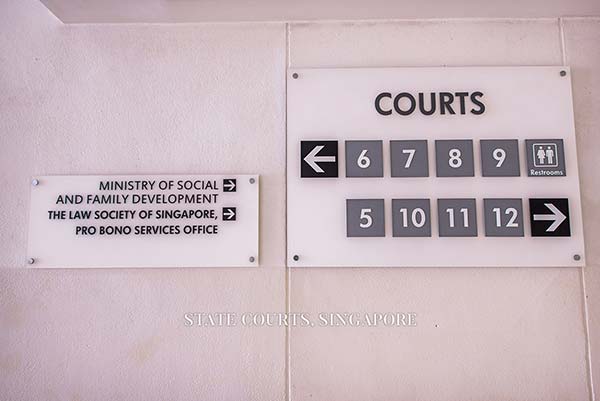 MINISTRY OF SOCIAL
AND FAMILY DEVELOPMENT
THE LAW SOCIETY OF SINGAPORE,
PRO BONO SERVICES OFFICE
COURTS
6 7 8 9 Restrooms
5 10 11 12
STATE COURTS, SINGAPORE